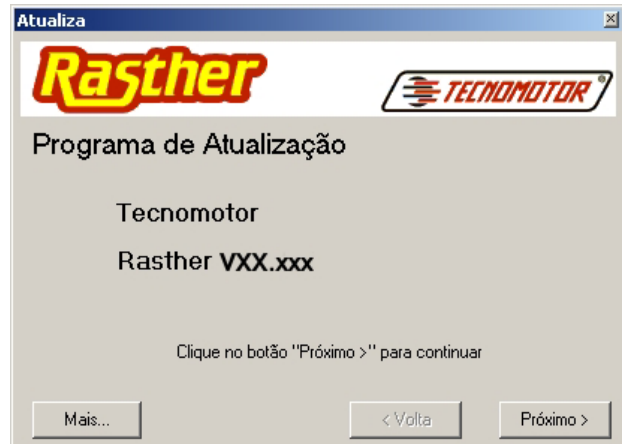 Atualiza
Rasther
TECNOMOTOR
Programa de Atualização
Tecnomotor
Rasther VXX.xxx
Clique no botão "Próximo >" para continuar
Mais...
< Volta
Próximo >